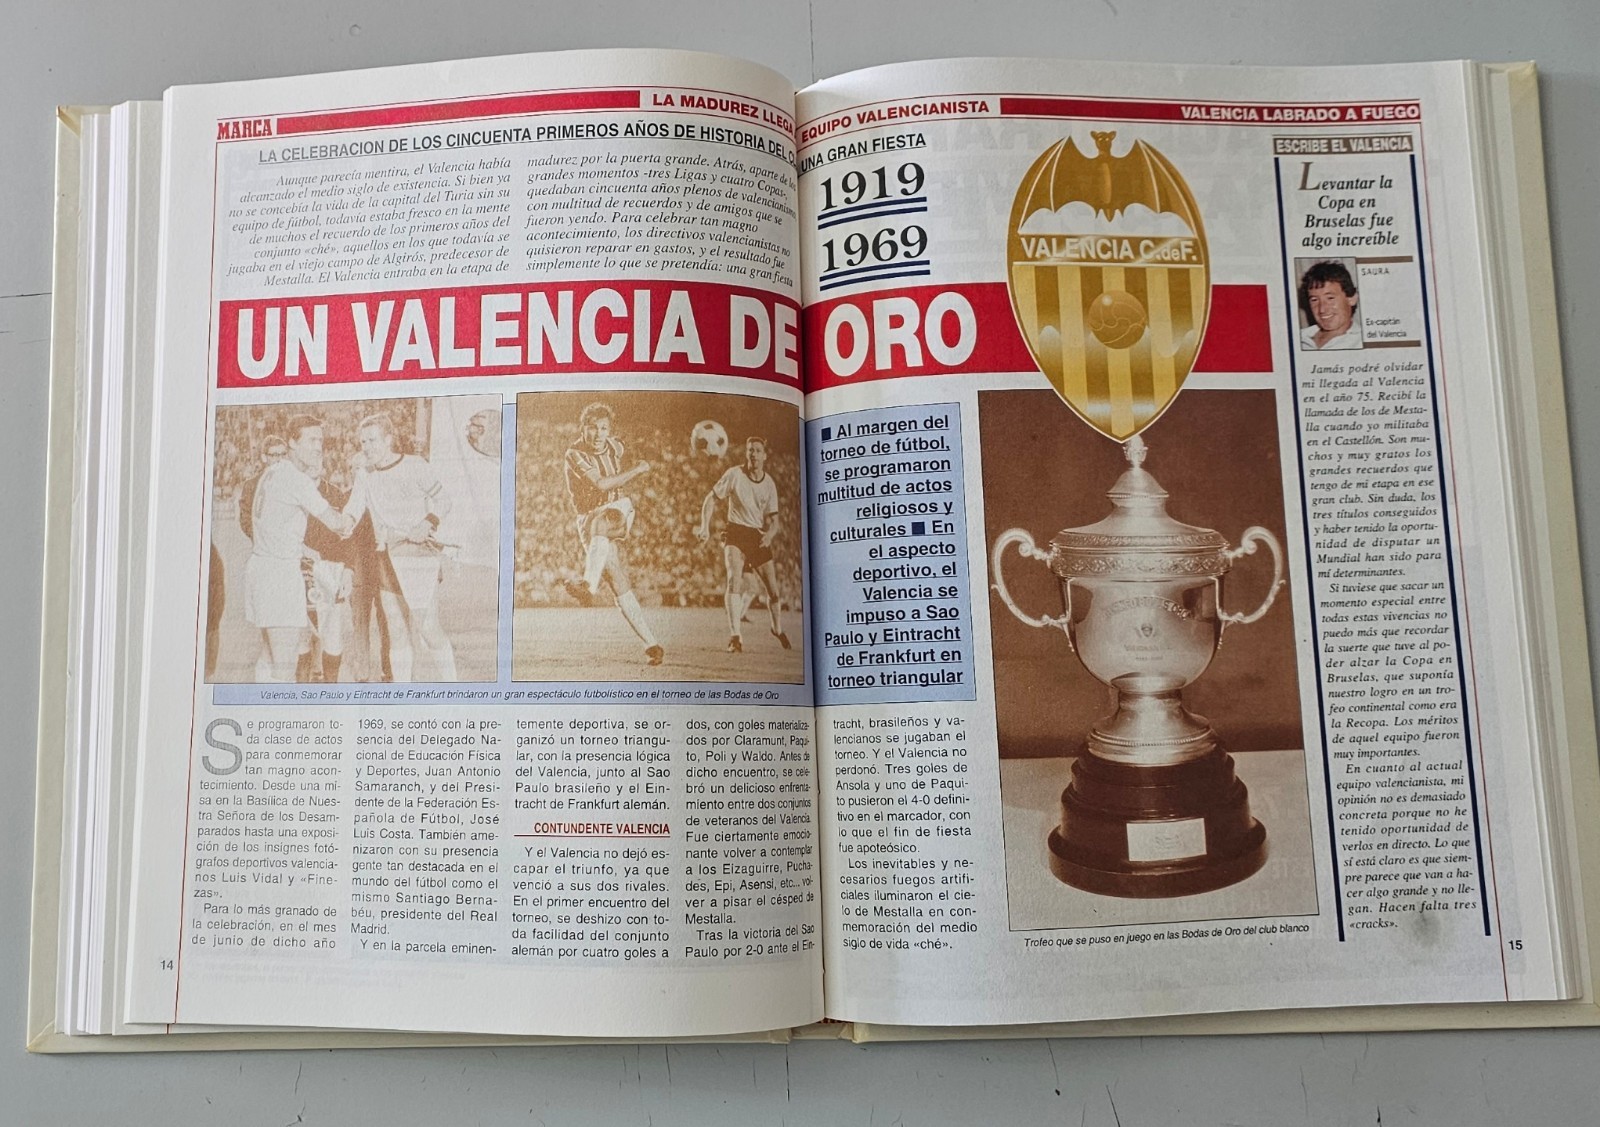 MARCA
LA MADUREZ LLEGA
EQUIPO VALENCIANISTA
VALENCIA LABRADO A FUEGO
LA CELEBRACION DE LOS CINCUENTA PRIMEROS AÑOS DE HISTORIA DEL
UNA GRAN FIESTA
Aunque parecía mentira, el Valencia había
alcanzado el medio siglo de existencia. Si bien ya
no se concebía la vida de la capital del Turia sin su
equipo de fútbol, todavía estaba fresco en la mente
de muchos el recuerdo de los primeros años del
conjunto «ché», aquellos en los que todavía se
jugaba en el viejo campo de Algirós, predecesor de
Mestalla. El Valencia entraba en la etapa de
madurez por la puerta grande. Atrás, aparte de los
grandes momentos -tres Ligas y cuatro Copas-,
quedaban cincuenta años plenos de valencianismo,
con multitud de recuerdos y de amigos que se
fueron yendo. Para celebrar tan magno
acontecimiento, los directivos valencianistas no
quisieron reparar en gastos, y el resultado fue
simplemente lo que se pretendía: una gran fiesta
1919
1969
UN VALENCIA DE ORO
VALENCIA C.deF.
Valencia, Sao Paulo y Eintracht de Frankfurt brindaron un gran espectáculo futbolístico en el torneo de las Bodas de Oro
■ Al margen del
torneo de fútbol,
se programaron
multitud de actos
religiosos y
culturales ■ En
el aspecto
deportivo, el
Valencia se
impuso a Sao
Paulo y Eintracht
de Frankfurt en
torneo triangular
Se programaron to-
da clase de actos
para conmemorar
tan magno acon-
tecimiento. Desde una mi-
sa en la Basílica de Nues-
tra Señora de los Desam-
parados hasta una exposi-
ción de los insignes fotó-
grafos deportivos valencia-
nos Luis Vidal y «Fine-
zas».
Para lo más granado de
la celebración, en el mes
de junio de dicho año
1969, se contó con la pre-
sencia del Delegado Na-
cional de Educación Física
y Deportes, Juan Antonio
Samaranch, y del Presi-
dente de la Federación Es-
pañola de Fútbol, José
Luis Costa. También ame-
nizaron con su presencia
gente tan destacada en el
mundo del fútbol como el
mismo Santiago Berna-
béu, presidente del Real
Madrid.
Y en la parcela eminen-
temente deportiva, se or-
ganizó un torneo triangu-
lar, con la presencia lógica
del Valencia, junto al Sao
Paulo brasileño y el Ein-
tracht de Frankfurt alemán.
CONTUNDENTE VALENCIA
Y el Valencia no dejó es-
capar el triunfo, ya que
venció a sus dos rivales.
En el primer encuentro del
torneo, se deshizo con to-
da facilidad del conjunto
alemán por cuatro goles a
dos, con goles materializa-
dos por Claramunt, Paqui-
to, Poli y Waldo. Antes de
dicho encuentro, se cele-
bró un delicioso enfrenta-
miento entre dos conjuntos
de veteranos del Valencia.
Fue ciertamente emocio-
nante volver a contemplar
a los Eizaguirre, Pucha-
des, Epi, Asensi, etc... vol-
ver a pisar el césped de
Mestalla.
Tras la victoria del Sao
Paulo por 2-0 ante el Ein-
tracht, brasileños y va-
lencianos se jugaban el
torneo. Y el Valencia no
perdonó. Tres goles de
Ansola y uno de Paqui-
to pusieron el 4-0 defini-
tivo en el marcador, con
lo que el fin de fiesta
fue apoteósico.
Los inevitables y ne-
cesarios fuegos artifi-
ciales iluminaron el cie-
lo de Mestalla en con-
memoración del medio
siglo de vida «ché».
Trofeo que se puso en juego en las Bodas de Oro del club blanco
ESCRIBE EL VALENCIA
Levantar la
Copa en
Bruselas fue
algo increíble
SAURA
Ex-capitán
del Valencia
Jamás podré olvidar
mi llegada al Valencia
en el año 75. Recibí la
llamada de los de Mesta-
lla cuando yo militaba
en el Castellón. Son mu-
chos y muy gratos los
grandes recuerdos que
tengo de mi etapa en ese
gran club. Sin duda, los
tres títulos conseguidos
y haber tenido la oportu-
nidad de disputar un
Mundial han sido para
mí determinantes.
Si tuviese que sacar un
momento especial entre
todas estas vivencias no
puedo más que recordar
la suerte que tuve al po-
der alzar la Copa en
Bruselas, que suponía
nuestro logro en un tro-
feo continental como era
la Recopa. Los méritos
de aquel equipo fueron
muy importantes.
En cuanto al actual
equipo valencianista, mi
opinión no es demasiado
concreta porque no he
tenido oportunidad de
verlos en directo. Lo que
sí está claro es que siem-
pre parece que van a ha-
cer algo grande y no lle-
gan. Hacen falta tres
«cracks».
14
15